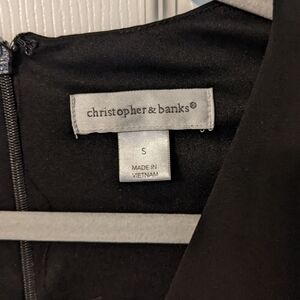 christopher & banks®
S
MADE IN
VIETNAM